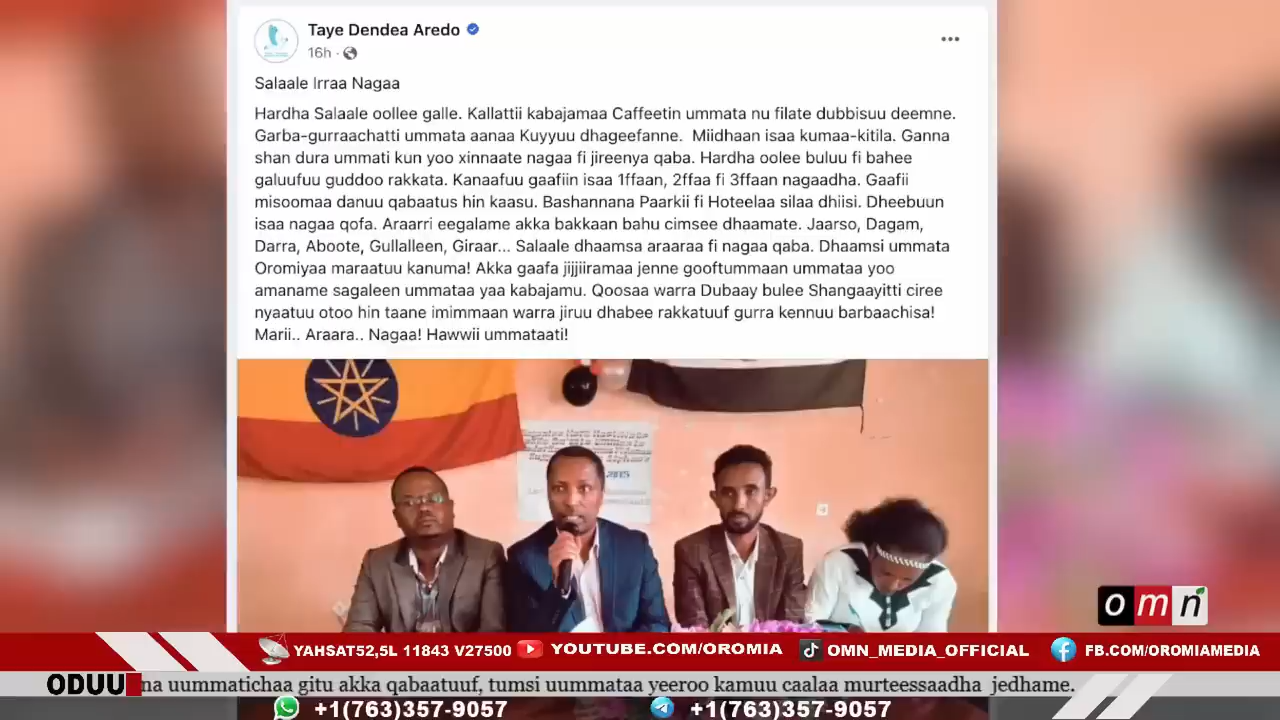 Taye Dendea Aredo
16h ·
Salaale Irraa Nagaa
Hardha Salaale oollee galle. Kallattii kabajamaa Caffeetin ummata nu filate dubbisuu deemne.
Garba-gurraachatti ummata aanaa Kuyyuu dhageefanne. Miidhaan isaa kumaa-kitila. Ganna
shan dura ummati kun yoo xinnaate nagaa fi jireenya qaba. Hardha oolee buluu fi bahee
galuufuu guddoo rakkata. Kanaafuu gaafiin isaa 1ffaan, 2ffaa fi 3ffaan nagaadha. Gaafii
misoomaa danuu qabaatus hin kaasu. Bashannana Paarkii fi Hoteelaa silaa dhiisi. Dheebuun
isaa nagaa qofa. Araarri eegalame akka bakkaan bahu cimsee dhaamate. Jaarso, Dagam,
Darra, Aboote, Gullalleen, Giraar... Salaale dhaamsa araaraa fi nagaa qaba. Dhaamsi ummata
Oromiyaa maraatuu kanuma! Akka gaafa jijjiiramaa jenne gooftummaan ummataa yoo
amaname sagaleen ummataa yaa kabajamu. Qoosaa warra Dubaay bulee Shangaayitti ciree
nyaatuu otoo hin taane imimmaan warra jiruu dhabee rakkatuuf gurra kennuu barbaachisa!
Marii.. Araara.. Nagaa! Hawwii ummataati!
omn
YAHSAT52,5L 11843 V27500 YOUTUBE.COM/OROMIA OMN_MEDIA_OFFICIAL FB.COM/OROMIAMEDIA
ODUU na uummatichaa gitu akka qabaatuuf, tumsi uummataa yeeroo kamuu caalaa murteessaadha jedhame.
+1(763)357-9057 +1(763)357-9057